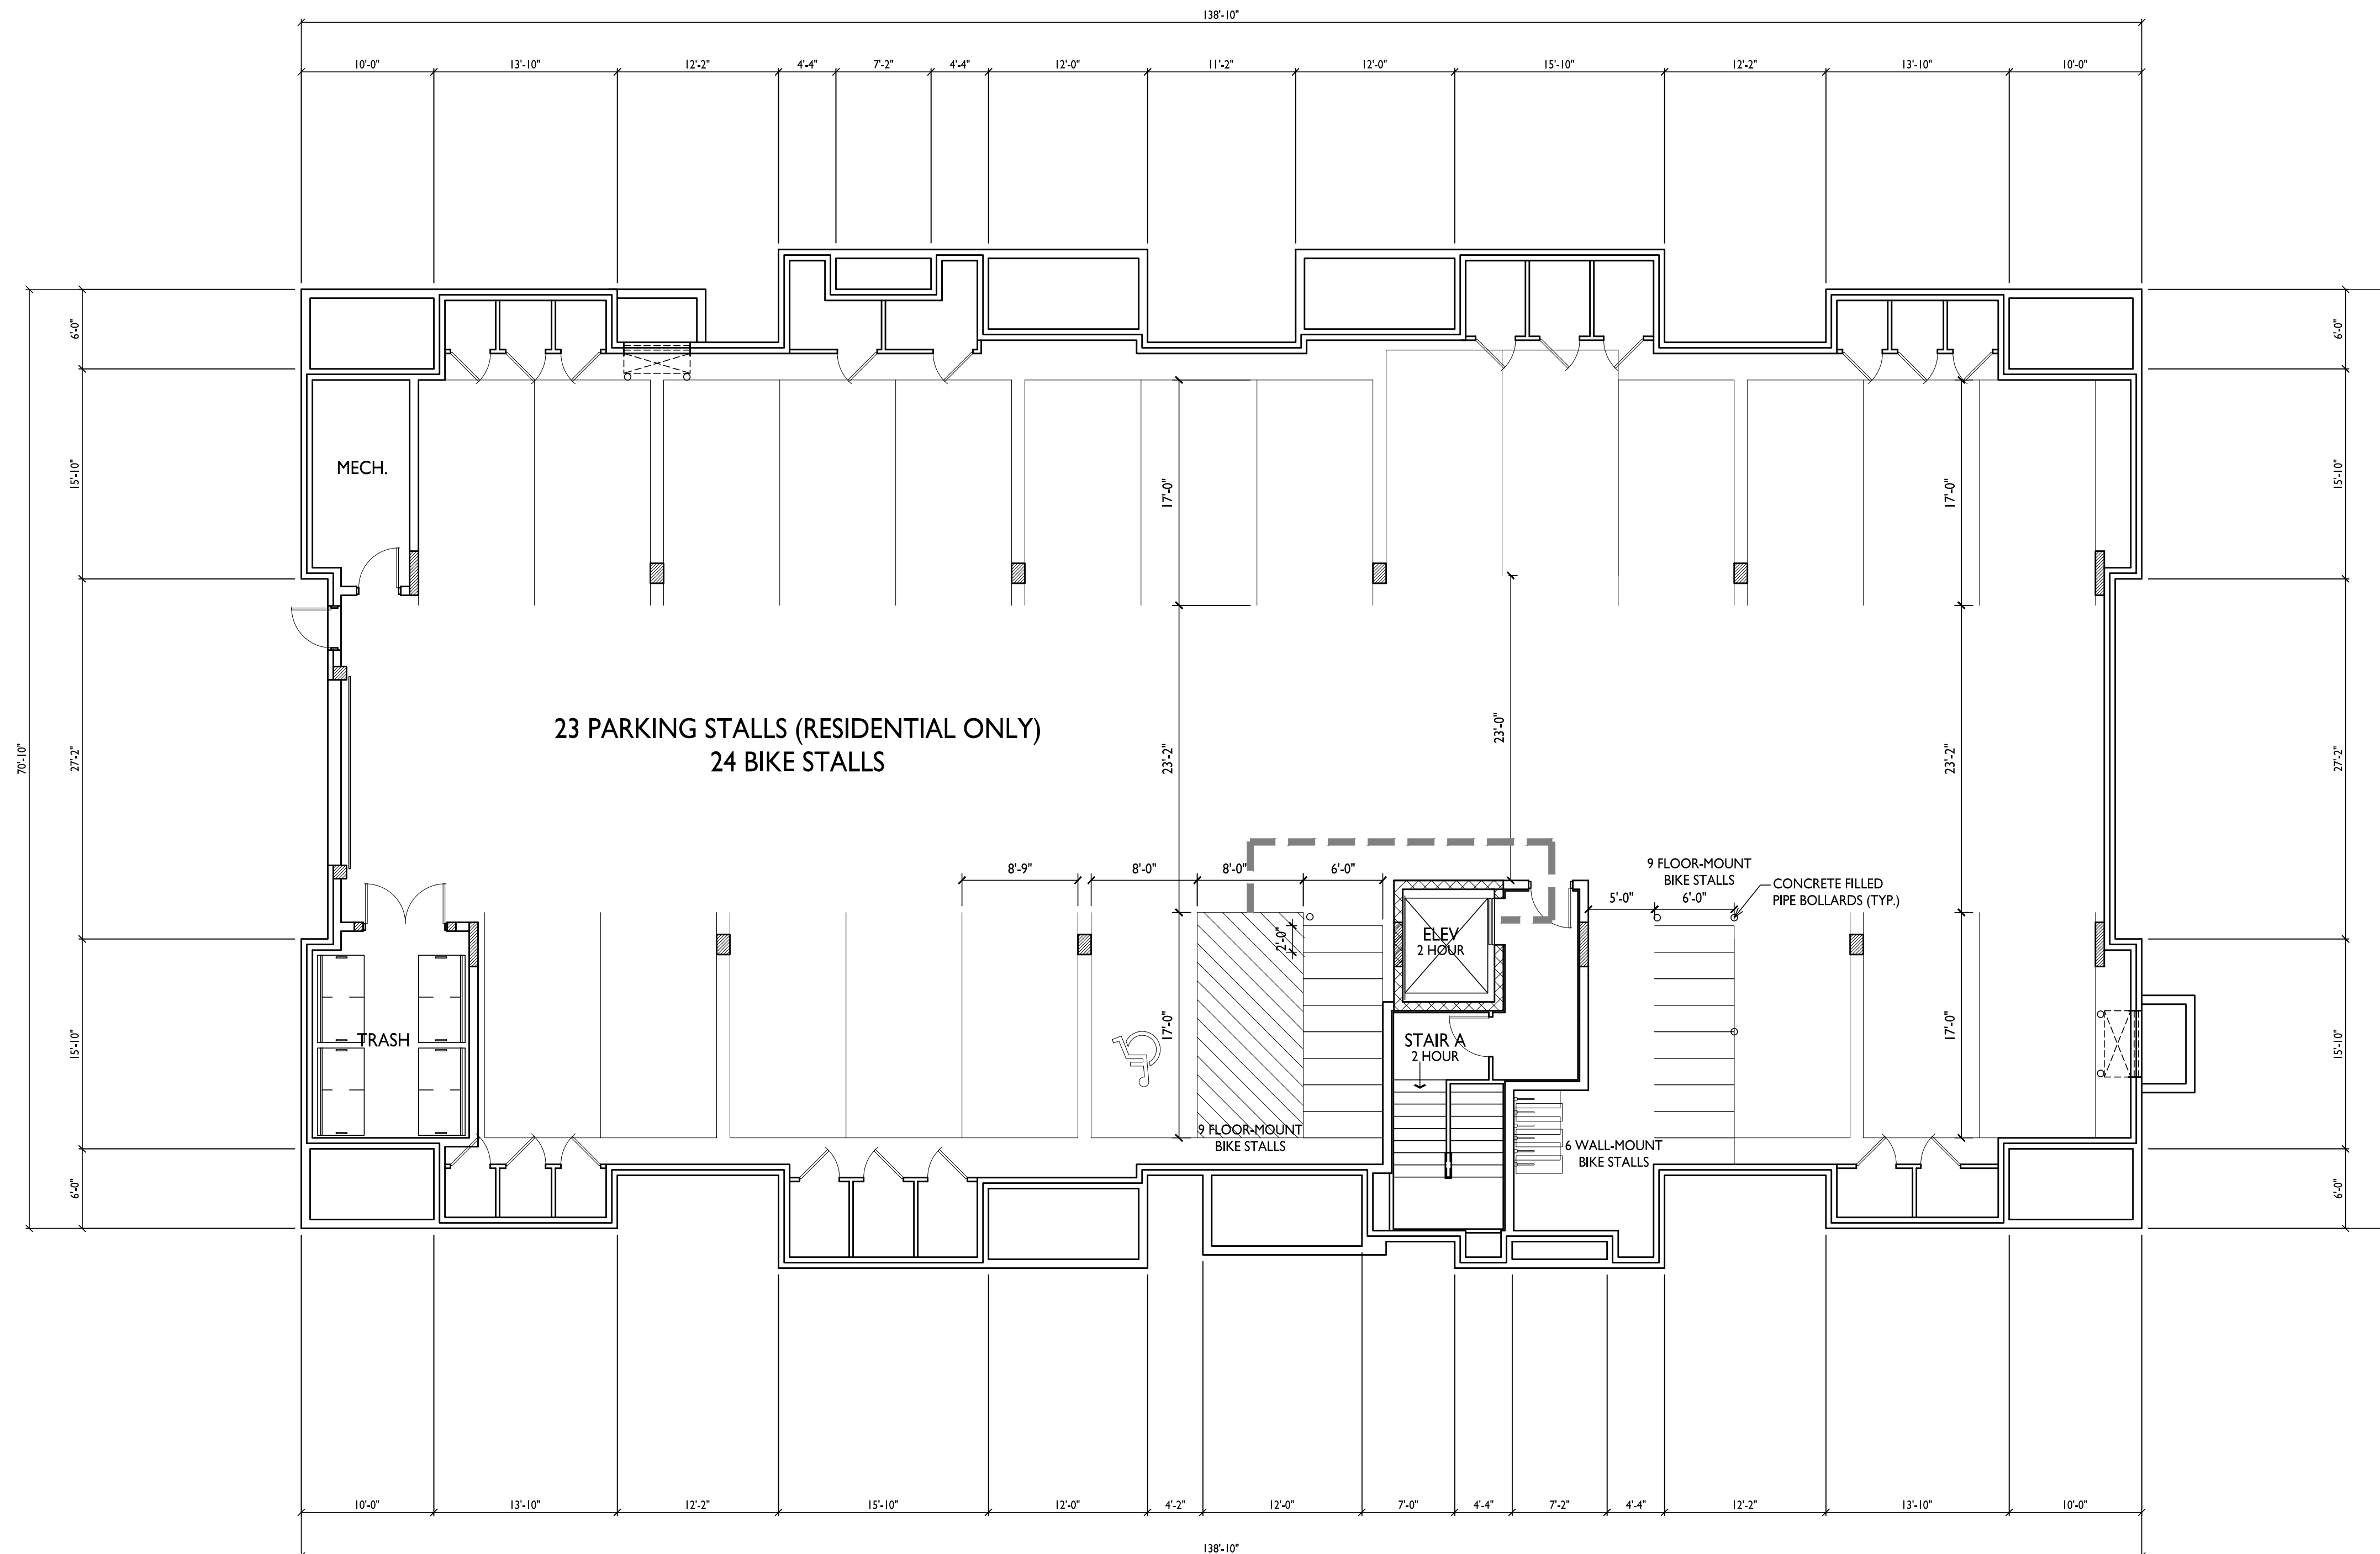 138'-10"
10'-0" 13'-10" 12'-2" 4'-4" 7'-2" 4'-4" 12'-0" 11'-2" 12'-0" 15'-10" 12'-2" 13'-10" 10'-0"
6'-0"
6'-0"
15'-10"
MECH.
17'-0"
17'-0"
15'-10"
23 PARKING STALLS (RESIDENTIAL ONLY)
24 BIKE STALLS
70'-10"
27'-2"
23'-2"
23'-0"
23'-2"
27'-2"
8'-9"
8'-0"
8'-0"
6'-0"
9 FLOOR-MOUNT
BIKE STALLS
CONCRETE FILLED
PIPE BOLLARDS (TYP.)
5'-0"
6'-0"
2'-0"
ELEV
2 HOUR
15'-10"
TRASH
17'-0"
STAIR A
2 HOUR
17'-0"
15'-10"
9 FLOOR-MOUNT
BIKE STALLS
6 WALL-MOUNT
BIKE STALLS
6'-0"
6'-0"
10'-0" 13'-10" 12'-2" 15'-10" 12'-0" 4'-2" 12'-0" 7'-0" 4'-4" 7'-2" 4'-4" 12'-2" 13'-10" 10'-0"
138'-10"